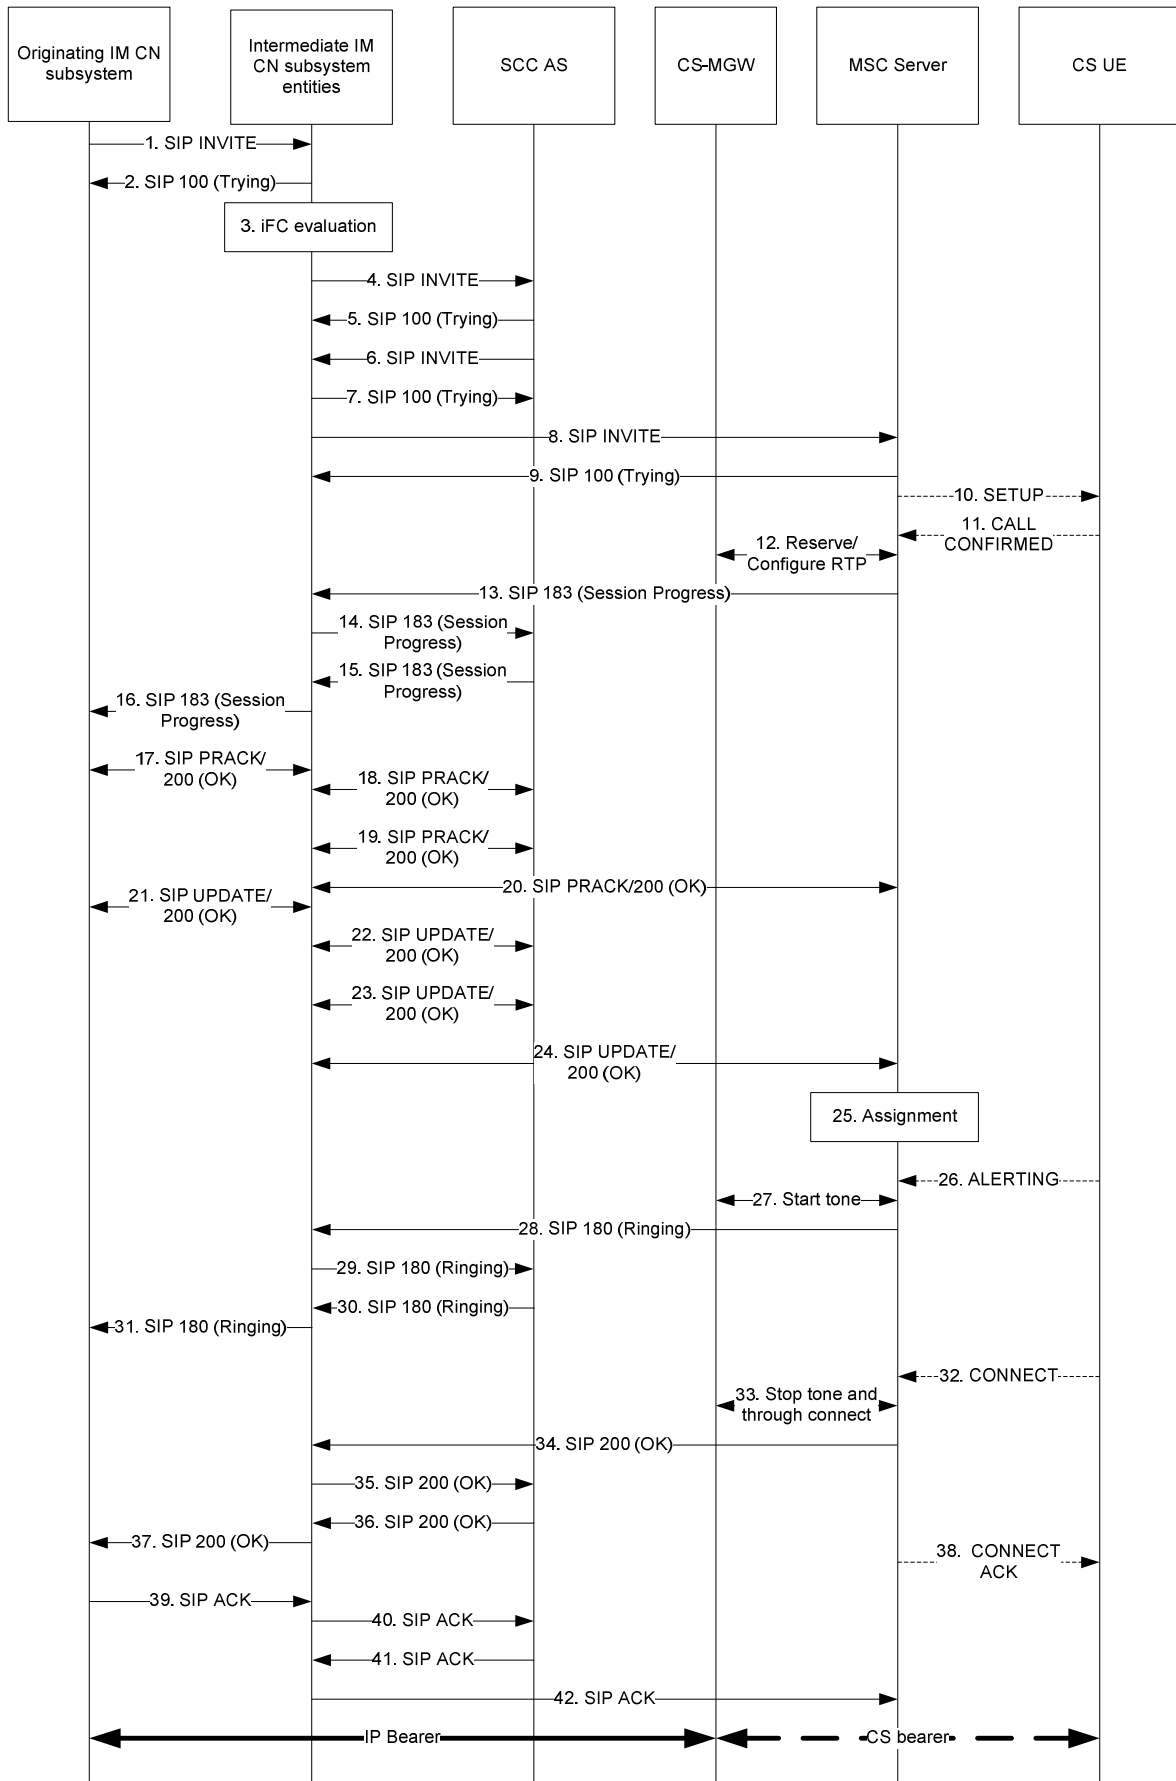 Originating IM CN
subsystem
Intermediate IM
CN subsystem
entities
SCC AS
CS-MGW
MSC Server
CS UE
1. SIP INVITE
2. SIP 100 (Trying)
3. iFC evaluation
4. SIP INVITE
5. SIP 100 (Trying)
6. SIP INVITE
7. SIP 100 (Trying)
8. SIP INVITE
9. SIP 100 (Trying)
10. SETUP
11. CALL
CONFIRMED
12. Reserve/
Configure RTP
13. SIP 183 (Session Progress)
14. SIP 183 (Session
Progress)
15. SIP 183 (Session
Progress)
16. SIP 183 (Session
Progress)
17. SIP PRACK/
200 (OK)
18. SIP PRACK/
200 (OK)
19. SIP PRACK/
200 (OK)
20. SIP PRACK/200 (OK)
21. SIP UPDATE/
200 (OK)
22. SIP UPDATE/
200 (OK)
23. SIP UPDATE/
200 (OK)
24. SIP UPDATE/
200 (OK)
25. Assignment
26. ALERTING
27. Start tone
28. SIP 180 (Ringing)
29. SIP 180 (Ringing)
30. SIP 180 (Ringing)
31. SIP 180 (Ringing)
32. CONNECT
33. Stop tone and
through connect
34. SIP 200 (OK)
35. SIP 200 (OK)
36. SIP 200 (OK)
37. SIP 200 (OK)
38. CONNECT
ACK
39. SIP ACK
40. SIP ACK
41. SIP ACK
42. SIP ACK
IP Bearer
CS bearer